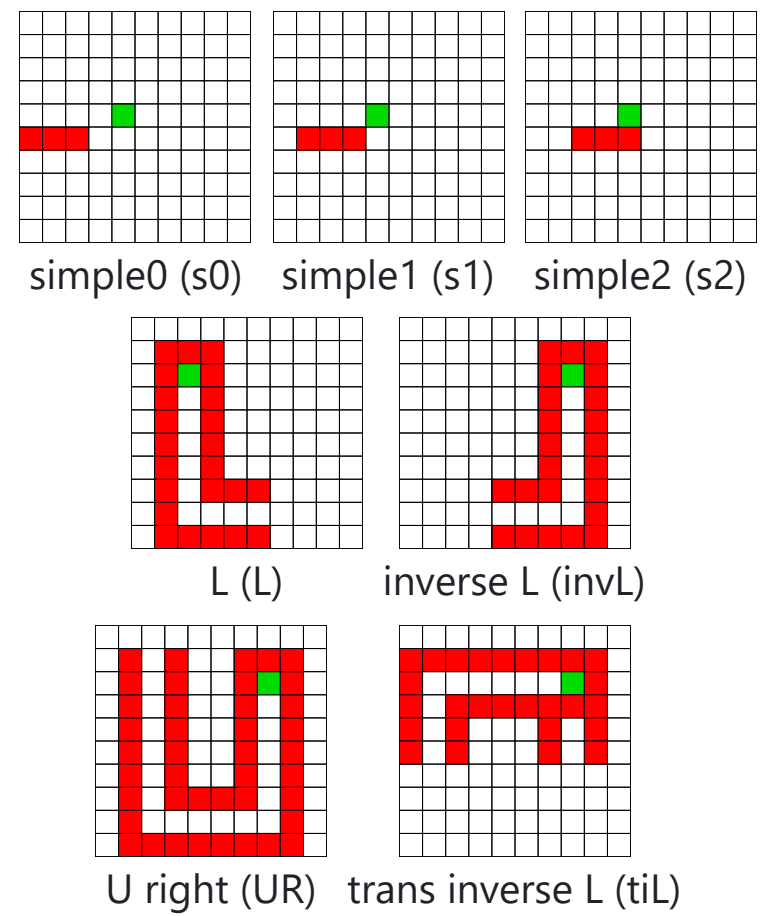 simple0 (s0) simple1 (s1) simple2 (s2)
L (L) inverse L (invL)
U right (UR) trans inverse L (tiL)